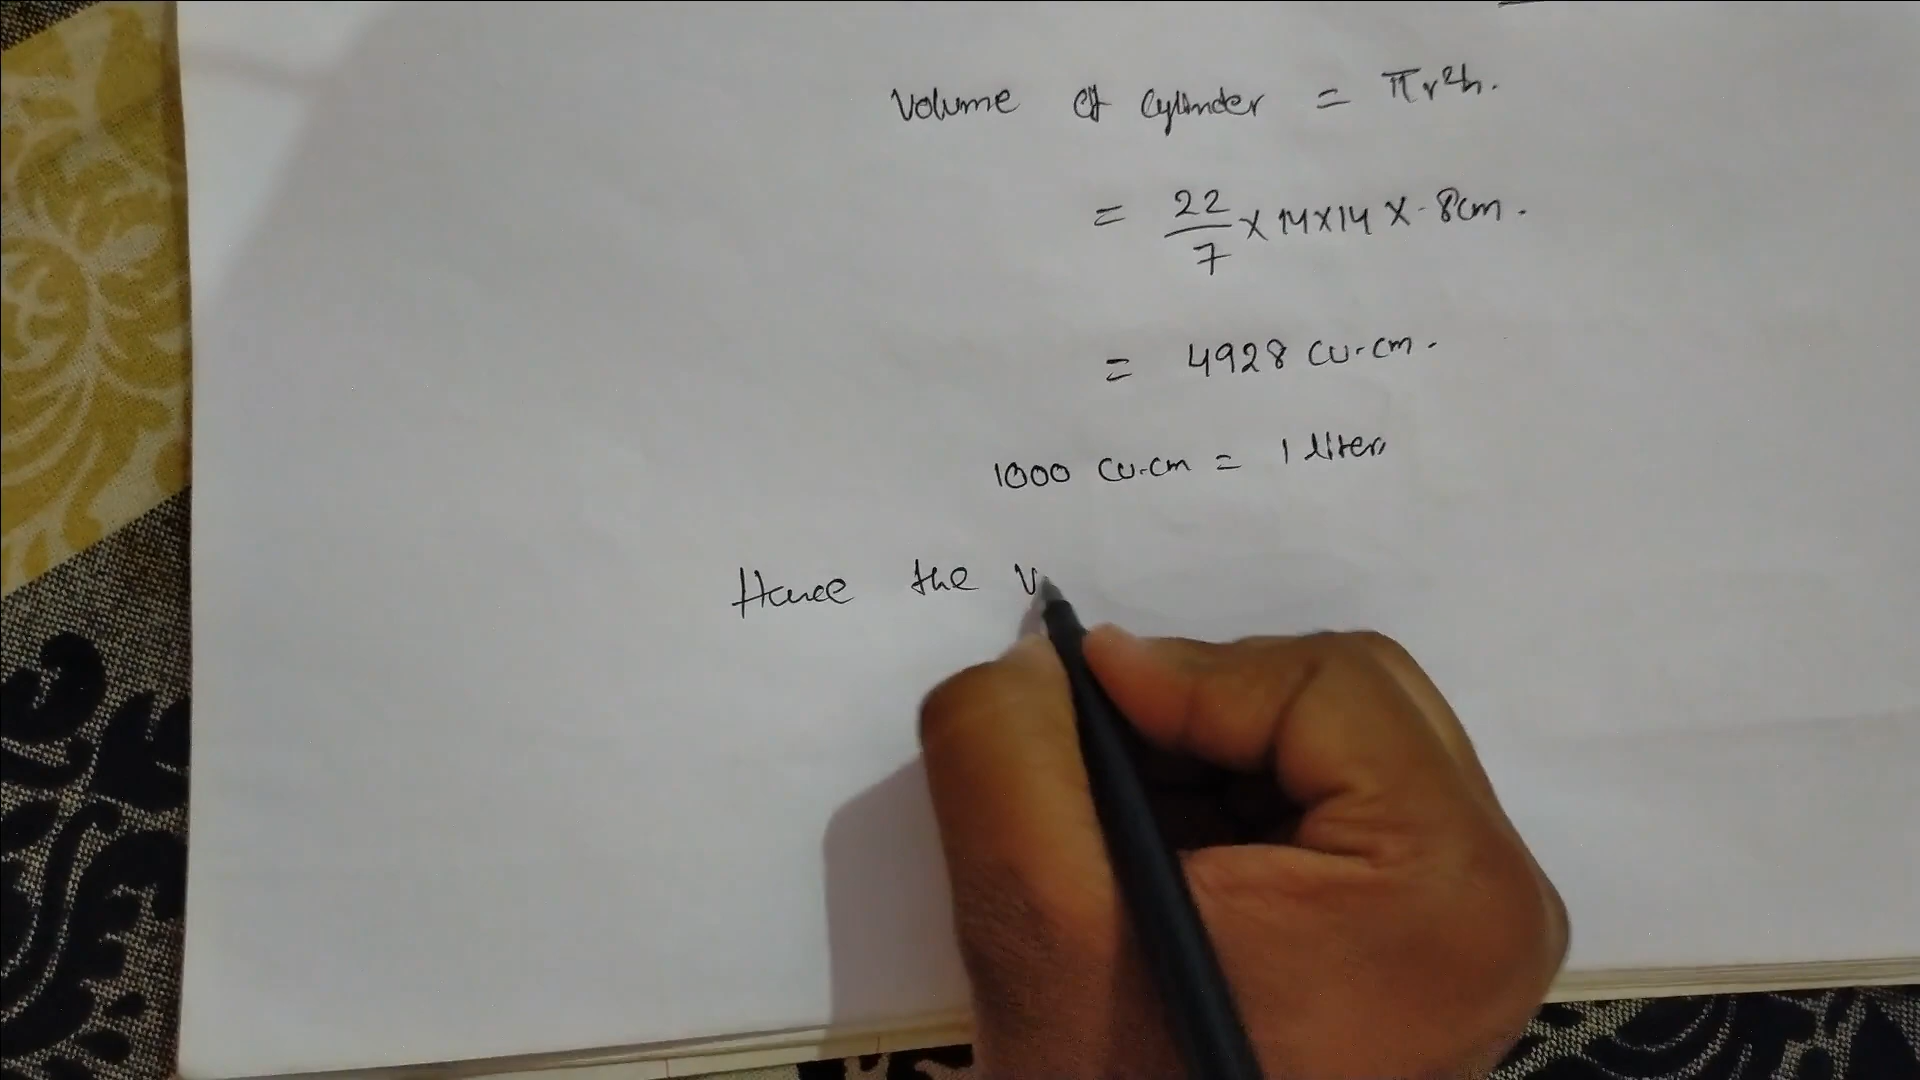 Volume of Cylinder = πr²h.
= 22/7 × 14×14 × 8cm.
= 4928 cu.cm.
1000 cu.cm = 1 liter
Hence the V